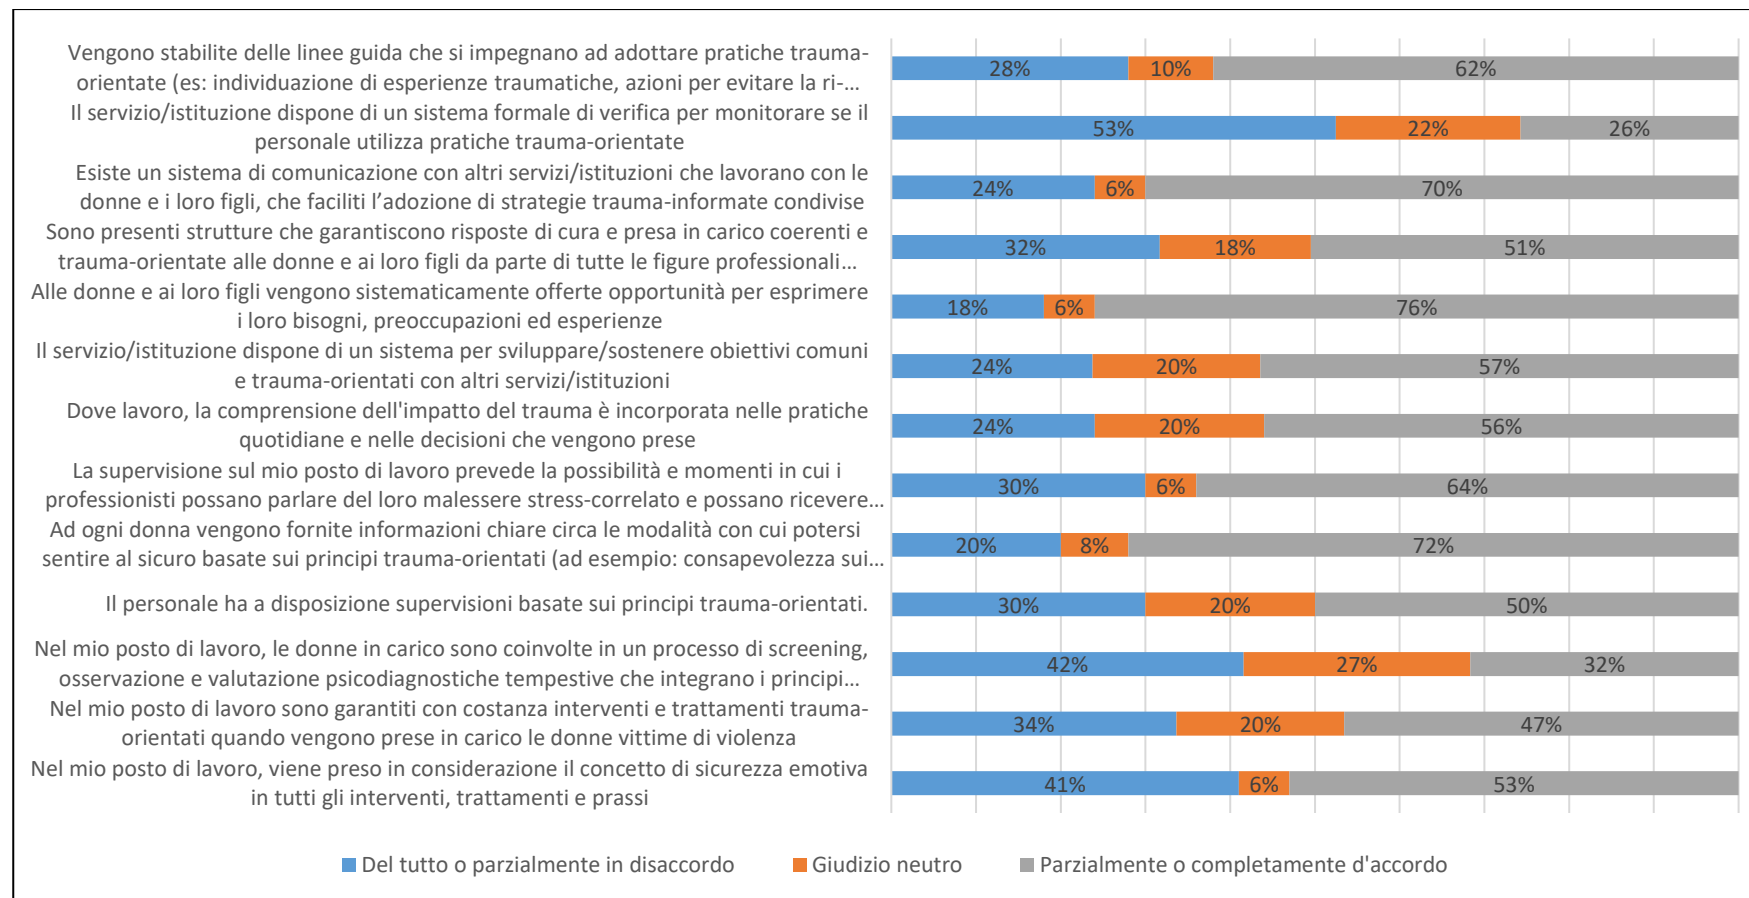 Vengono stabilite delle linee guida che si impegnano ad adottare pratiche trauma-
orientate (es: individuazione di esperienze traumatiche, azioni per evitare la ri-...
28% 10% 62%
Il servizio/istituzione dispone di un sistema formale di verifica per monitorare se il
personale utilizza pratiche trauma-orientate
53% 22% 26%
Esiste un sistema di comunicazione con altri servizi/istituzioni che lavorano con le
donne e i loro figli, che faciliti l’adozione di strategie trauma-informate condivise
24% 6% 70%
Sono presenti strutture che garantiscono risposte di cura e presa in carico coerenti e
trauma-orientate alle donne e ai loro figli da parte di tutte le figure professionali...
32% 18% 51%
Alle donne e ai loro figli vengono sistematicamente offerte opportunità per esprimere
i loro bisogni, preoccupazioni ed esperienze
18% 6% 76%
Il servizio/istituzione dispone di un sistema per sviluppare/sostenere obiettivi comuni
e trauma-orientati con altri servizi/istituzioni
24% 20% 57%
Dove lavoro, la comprensione dell'impatto del trauma è incorporata nelle pratiche
quotidiane e nelle decisioni che vengono prese
24% 20% 56%
La supervisione sul mio posto di lavoro prevede la possibilità e momenti in cui i
professionisti possano parlare del loro malessere stress-correlato e possano ricevere...
30% 6% 64%
Ad ogni donna vengono fornite informazioni chiare circa le modalità con cui potersi
sentire al sicuro basate sui principi trauma-orientati (ad esempio: consapevolezza sui...
20% 8% 72%
Il personale ha a disposizione supervisioni basate sui principi trauma-orientati.
30% 20% 50%
Nel mio posto di lavoro, le donne in carico sono coinvolte in un processo di screening,
osservazione e valutazione psicodiagnostiche tempestive che integrano i principi...
42% 27% 32%
Nel mio posto di lavoro sono garantiti con costanza interventi e trattamenti trauma-
orientati quando vengono prese in carico le donne vittime di violenza
34% 20% 47%
Nel mio posto di lavoro, viene preso in considerazione il concetto di sicurezza emotiva
in tutti gli interventi, trattamenti e prassi
41% 6% 53%
Del tutto o parzialmente in disaccordo Giudizio neutro Parzialmente o completamente d'accordo